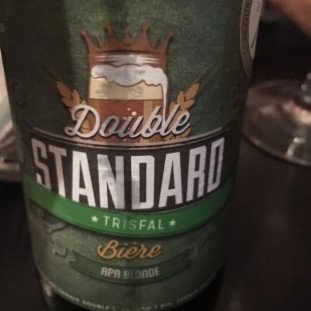 Double
STANDARD
TRISFAL
Bière
APA BLONDE